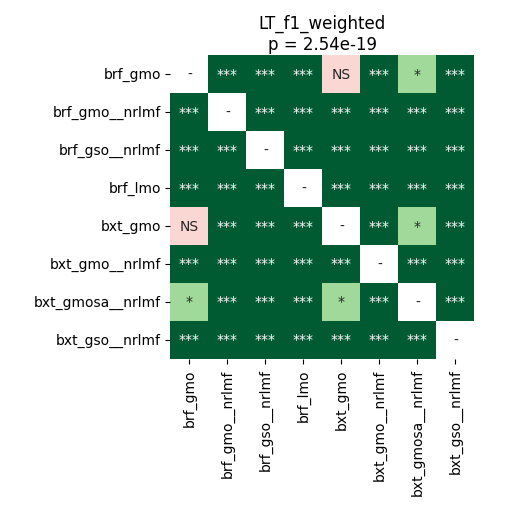 LT_f1_weighted
p = 2.54e-19
brf_gmo - *** *** *** NS *** * ***
brf_gmo__nrlmf *** - *** *** *** *** *** ***
brf_gso__nrlmf *** *** - *** *** *** *** ***
brf_lmo *** *** *** - *** *** *** ***
bxt_gmo NS *** *** *** - *** * ***
bxt_gmo__nrlmf *** *** *** *** *** - *** ***
bxt_gmosa__nrlmf * *** *** *** * *** - ***
bxt_gso__nrlmf *** *** *** *** *** *** *** -
brf_gmo
brf_gmo__nrlmf
brf_gso__nrlmf
brf_lmo
bxt_gmo
bxt_gmo__nrlmf
bxt_gmosa__nrlmf
bxt_gso__nrlmf